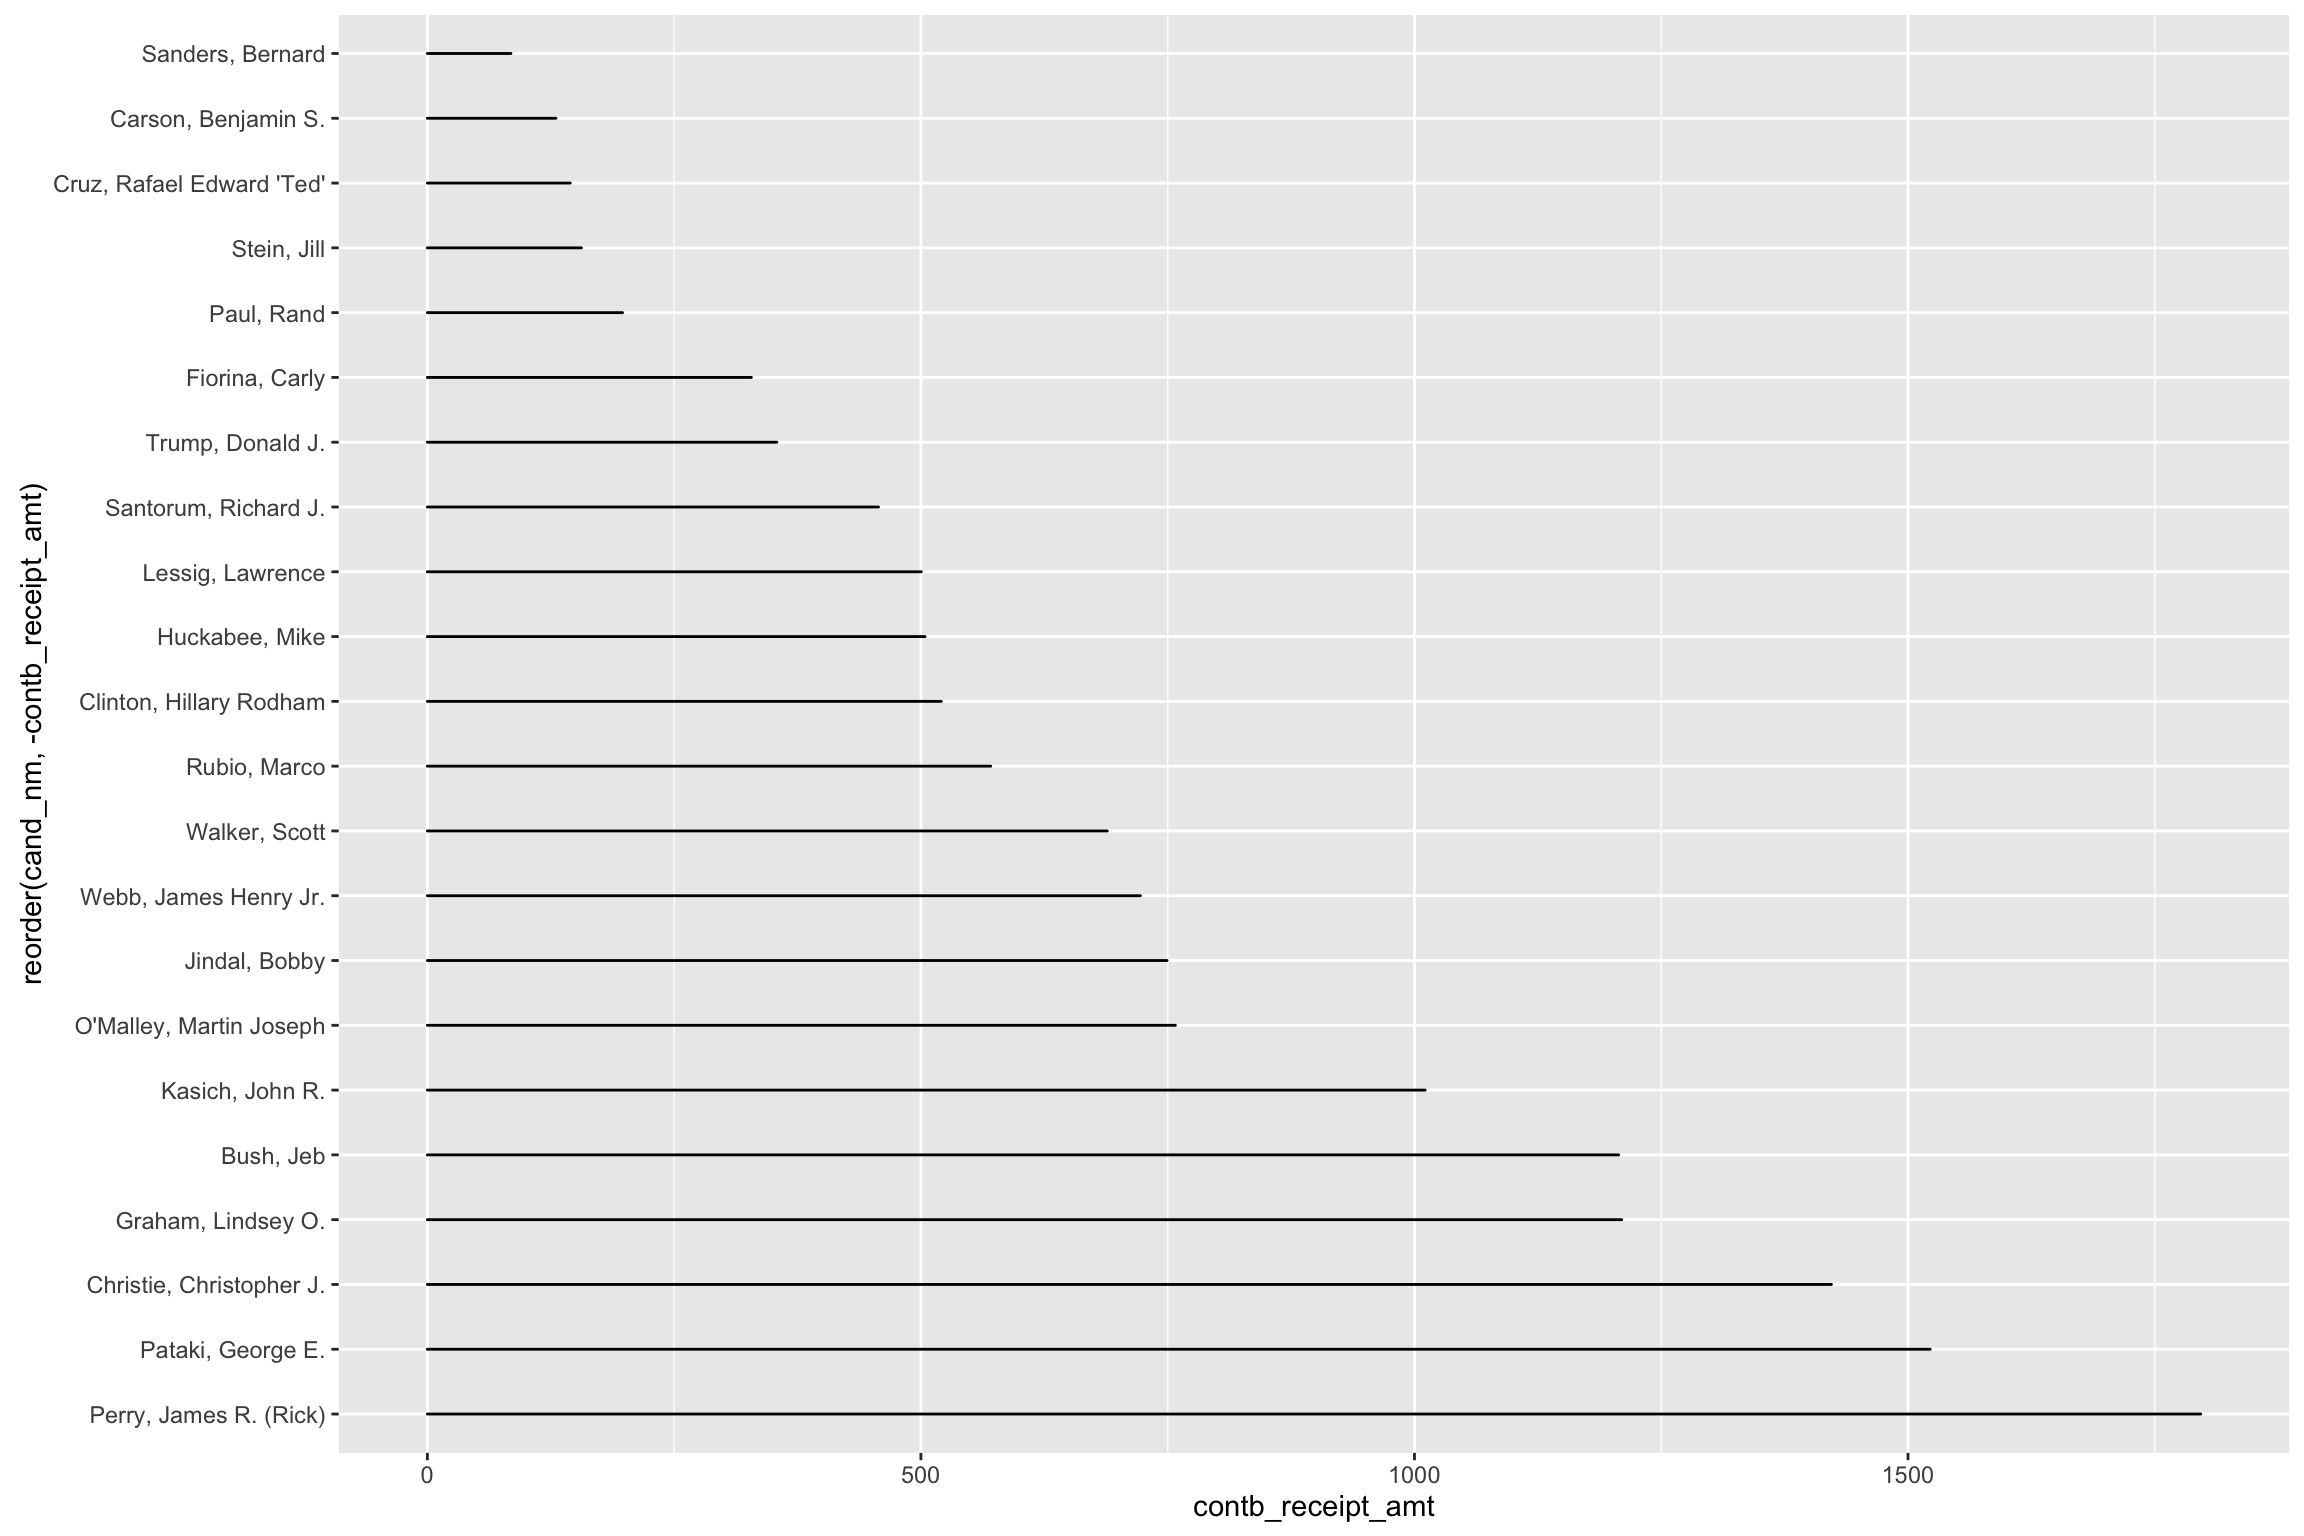 Sanders, Bernard
Carson, Benjamin S.
Cruz, Rafael Edward 'Ted'
Stein, Jill
Paul, Rand
Fiorina, Carly
Trump, Donald J.
Santorum, Richard J.
Lessig, Lawrence
Huckabee, Mike
Clinton, Hillary Rodham
Rubio, Marco
Walker, Scott
Webb, James Henry Jr.
Jindal, Bobby
O'Malley, Martin Joseph
Kasich, John R.
Bush, Jeb
Graham, Lindsey O.
Christie, Christopher J.
Pataki, George E.
Perry, James R. (Rick)
reorder(cand_nm, -contb_receipt_amt)
0 500 1000 1500
contb_receipt_amt